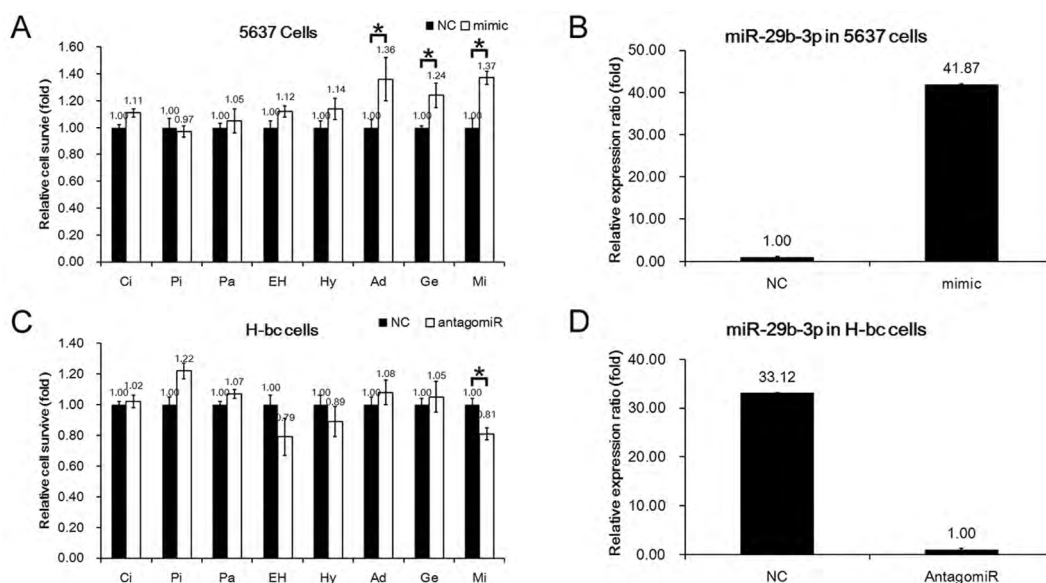 A
5637 Cells
NC mimic
Relative cell survie (fold)
1.60
1.40
1.20
1.00
0.80
0.60
0.40
0.20
0.00
1.00 1.11
1.00 0.97
1.00 1.05
1.00 1.12
1.00 1.14
* 1.00 1.36
* 1.00 1.24
* 1.00 1.37
Ci Pi Pa EH Hy Ad Ge Mi
B
miR-29b-3p in 5637 cells
Relative expression ratio (fold)
50.00
40.00
30.00
20.00
10.00
0.00
1.00
41.87
NC mimic
C
H-bc cells
NC antagomiR
Relative cell survive (fold)
1.40
1.20
1.00
0.80
0.60
0.40
0.20
0.00
1.00 1.02
1.00 1.22
1.00 1.07
1.00 0.79
1.00 0.89
1.00 1.08
1.00 1.05
* 1.00 0.81
Ci Pi Pa EH Hy Ad Ge Mi
D
miR-29b-3p in H-bc cells
Relative expression ratio (fold)
40.00
30.00
20.00
10.00
0.00
33.12
1.00
NC AntagomiR